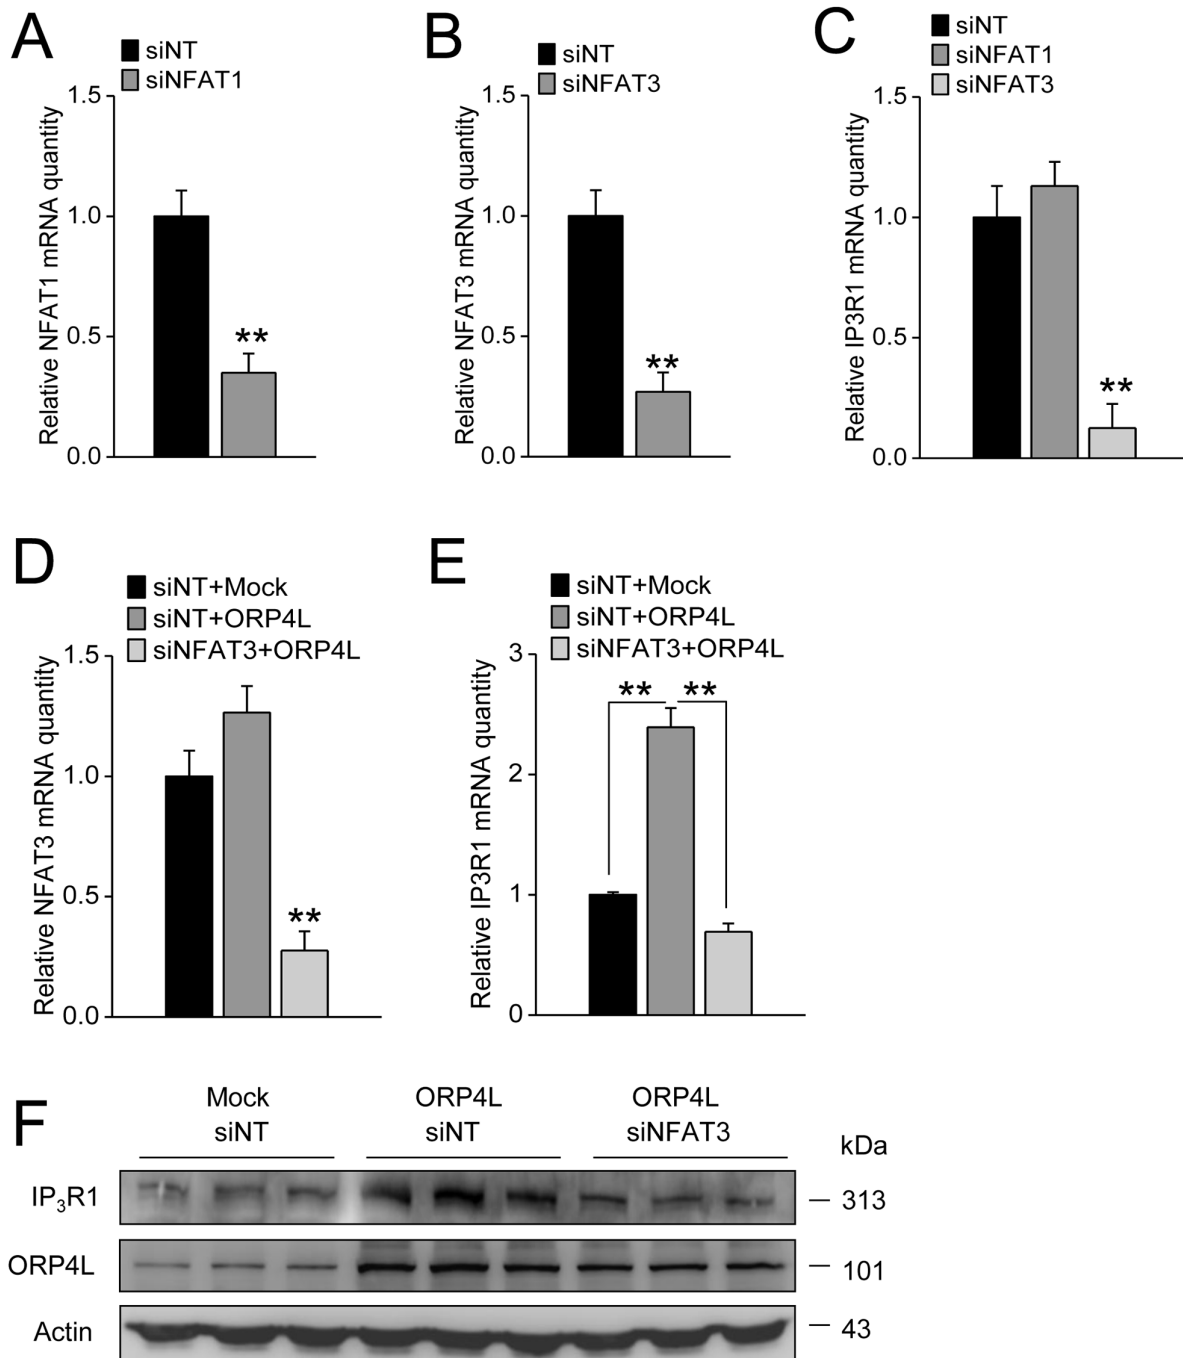 A
siNT
siNFAT1
Relative NFAT1 mRNA quantity
1.5
1.0
0.5
0.0
**
B
siNT
siNFAT3
Relative NFAT3 mRNA quantity
1.5
1.0
0.5
0.0
**
C
siNT
siNFAT1
siNFAT3
Relative IP3R1 mRNA quantity
1.5
1.0
0.5
0.0
**
D
siNT+Mock
siNT+ORP4L
siNFAT3+ORP4L
Relative NFAT3 mRNA quantity
1.5
1.0
0.5
0.0
**
E
siNT+Mock
siNT+ORP4L
siNFAT3+ORP4L
Relative IP3R1 mRNA quantity
3
2
1
0
** **
F
Mock ORP4L ORP4L
siNT siNT siNFAT3
kDa
IP₃R1 313
ORP4L 101
Actin 43